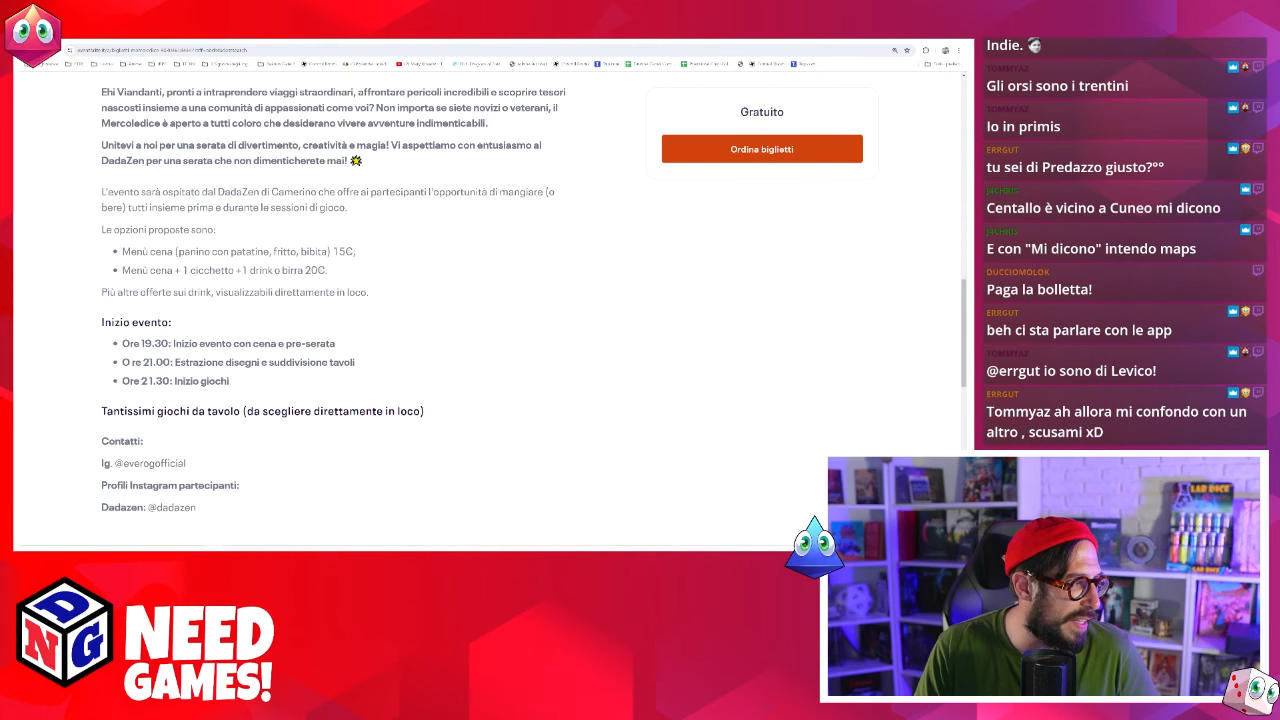 Ehi Viandanti, pronti a intraprendere viaggi straordinari, affrontare pericoli incredibili e scoprire tesori
nascosti insieme a una comunità di appassionati come voi? Non importa se siete novizi o veterani, il
Mercoledice è aperto a tutti coloro che desiderano vivere avventure indimenticabili.
Unitevi a noi per una serata di divertimento, creatività e magia! Vi aspettiamo con entusiasmo al
DadaZen per una serata che non dimenticherete mai!
L'evento sarà ospitato dal DadaZen di Camerino che offre ai partecipanti l'opportunità di mangiare (o
bere) tutti insieme prima e durante le sessioni di gioco.
Le opzioni proposte sono:
Menù cena (panino con patatine, fritto, bibita) 15€;
Menù cena + 1 cicchetto +1 drink o birra 20€.
Più altre offerte sui drink, visualizzabili direttamente in loco.
Inizio evento:
Ore 19.30: Inizio evento con cena e pre-serata
O re 21.00: Estrazione disegni e suddivisione tavoli
Ore 21.30: Inizio giochi
Tantissimi giochi da tavolo (da scegliere direttamente in loco)
Contatti:
Ig. @everogofficial
Profili Instagram partecipanti:
Dadazen: @dadazen
Gratuito
Ordina biglietti
Indie.
TOMMYAZ
Gli orsi sono i trentini
TOMMYAZ
Io in primis
ERRGUT
tu sei di Predazzo giusto?°°
J4CHRIS
Centallo è vicino a Cuneo mi dicono
J4CHRIS
E con "Mi dicono" intendo maps
DUCCIOMOLOK
Paga la bolletta!
ERRGUT
beh ci sta parlare con le app
TOMMYAZ
@errgut io sono di Levico!
ERRGUT
Tommyaz ah allora mi confondo con un
altro , scusami xD
LAR DICE
D
N G
NEED
GAMES!